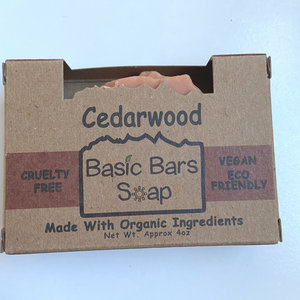 Cedarwood
CRUELTY
FREE
Basic Bars
Soap
VEGAN
ECO
FRIENDLY
Made With Organic Ingredients
Net Wt. Approx 4oz